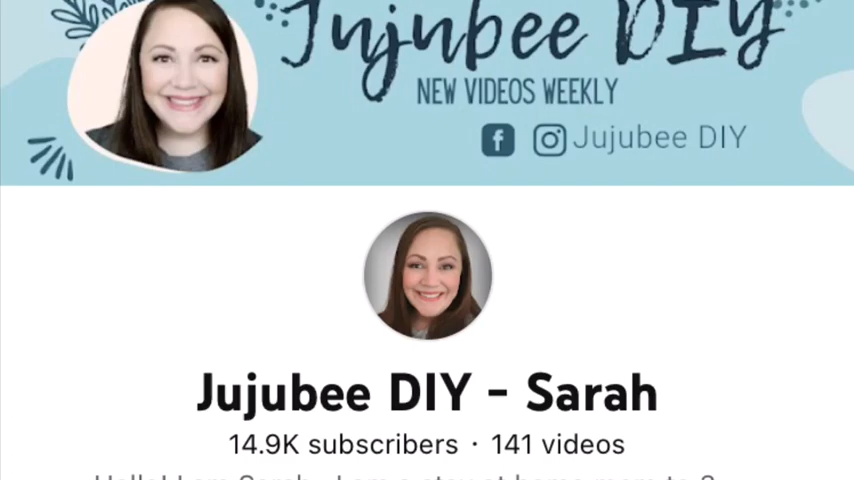 Jujubee DIY
NEW VIDEOS WEEKLY
Jujubee DIY
Jujubee DIY - Sarah
14.9K subscribers · 141 videos